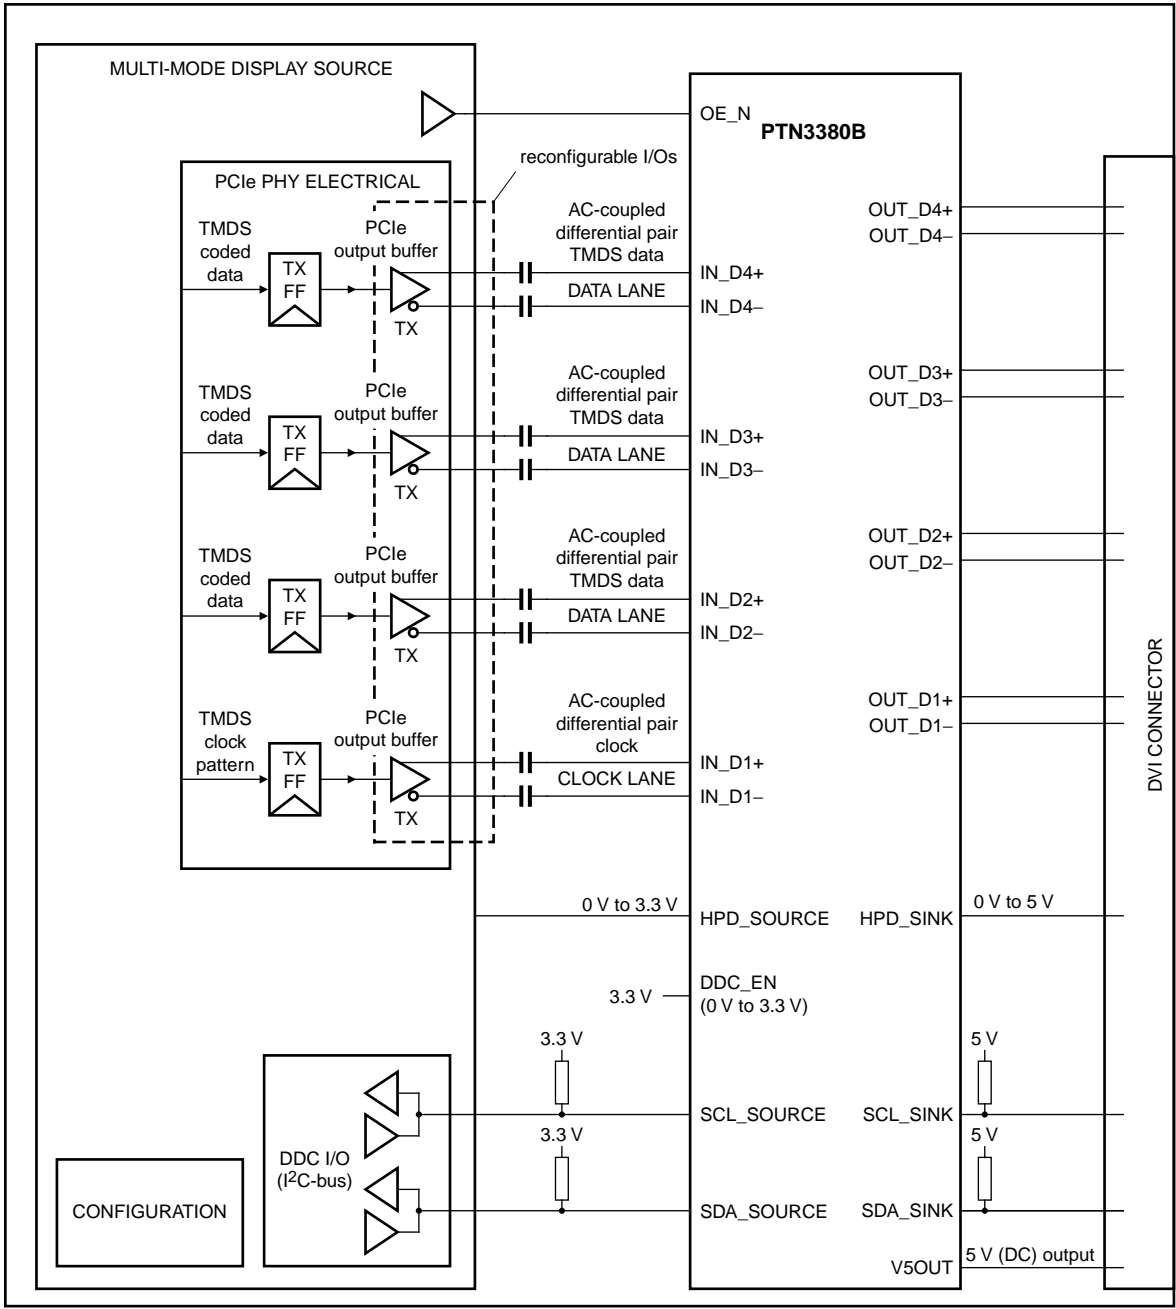 MULTI-MODE DISPLAY SOURCE
OE_N
PTN3380B
reconfigurable I/Os
PCIe PHY ELECTRICAL
TMDS
coded
data
TX
FF
PCIe
output buffer
TX
AC-coupled
differential pair
TMDS data
DATA LANE
IN_D4+
IN_D4−
OUT_D4+
OUT_D4−
TMDS
coded
data
TX
FF
PCIe
output buffer
TX
AC-coupled
differential pair
TMDS data
DATA LANE
IN_D3+
IN_D3−
OUT_D3+
OUT_D3−
TMDS
coded
data
TX
FF
PCIe
output buffer
TX
AC-coupled
differential pair
TMDS data
DATA LANE
IN_D2+
IN_D2−
OUT_D2+
OUT_D2−
TMDS
clock
pattern
TX
FF
PCIe
output buffer
TX
AC-coupled
differential pair
clock
CLOCK LANE
IN_D1+
IN_D1−
OUT_D1+
OUT_D1−
DVI CONNECTOR
0 V to 3.3 V
HPD_SOURCE
HPD_SINK
0 V to 5 V
3.3 V
DDC_EN
(0 V to 3.3 V)
3.3 V
SCL_SOURCE
SCL_SINK
5 V
3.3 V
SDA_SOURCE
SDA_SINK
5 V
DDC I/O
(I²C-bus)
CONFIGURATION
V5OUT
5 V (DC) output